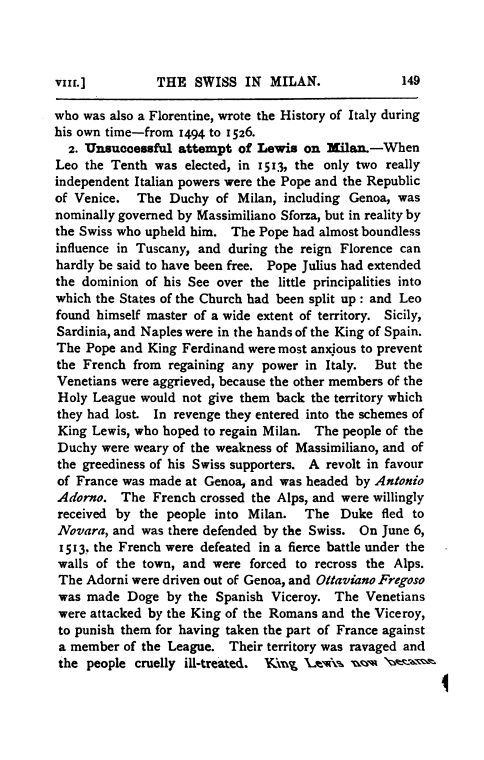 VIII.] THE SWISS IN MILAN. 149
who was also a Florentine, wrote the History of Italy during
his own time—from 1494 to 1526.
2. Unsuccessful attempt of Lewis on Milan.—When
Leo the Tenth was elected, in 1513, the only two really
independent Italian powers were the Pope and the Republic
of Venice. The Duchy of Milan, including Genoa, was
nominally governed by Massimiliano Sforza, but in reality by
the Swiss who upheld him. The Pope had almost boundless
influence in Tuscany, and during the reign Florence can
hardly be said to have been free. Pope Julius had extended
the dominion of his See over the little principalities into
which the States of the Church had been split up : and Leo
found himself master of a wide extent of territory. Sicily,
Sardinia, and Naples were in the hands of the King of Spain.
The Pope and King Ferdinand were most anxious to prevent
the French from regaining any power in Italy. But the
Venetians were aggrieved, because the other members of the
Holy League would not give them back the territory which
they had lost. In revenge they entered into the schemes of
King Lewis, who hoped to regain Milan. The people of the
Duchy were weary of the weakness of Massimiliano, and of
the greediness of his Swiss supporters. A revolt in favour
of France was made at Genoa, and was headed by Antonio
Adorno. The French crossed the Alps, and were willingly
received by the people into Milan. The Duke fled to
Novara, and was there defended by the Swiss. On June 6,
1513, the French were defeated in a fierce battle under the
walls of the town, and were forced to recross the Alps.
The Adorni were driven out of Genoa, and Ottaviano Fregoso
was made Doge by the Spanish Viceroy. The Venetians
were attacked by the King of the Romans and the Viceroy,
to punish them for having taken the part of France against
a member of the League. Their territory was ravaged and
the people cruelly ill-treated. King Lewis now became